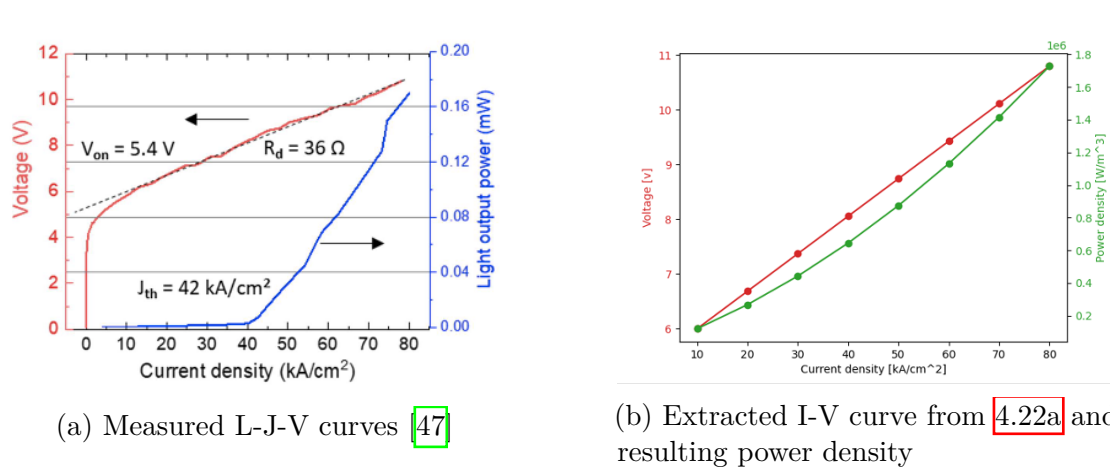 12
10
8
6
4
2
0
Voltage (V)
V_on = 5.4 V
R_d = 36 Ω
J_th = 42 kA/cm²
0.20
0.16
0.12
0.08
0.04
0.00
Light output power (mW)
0 10 20 30 40 50 60 70 80
Current density (kA/cm²)
(a) Measured L-J-V curves [47]
1e6
11
10
9
8
7
6
Voltage [v]
1.8
1.6
1.4
1.2
1.0
0.8
0.6
0.4
0.2
Power density [W/m^3]
10 20 30 40 50 60 70 80
Current density [kA/cm^2]
(b) Extracted I-V curve from 4.22a and
resulting power density